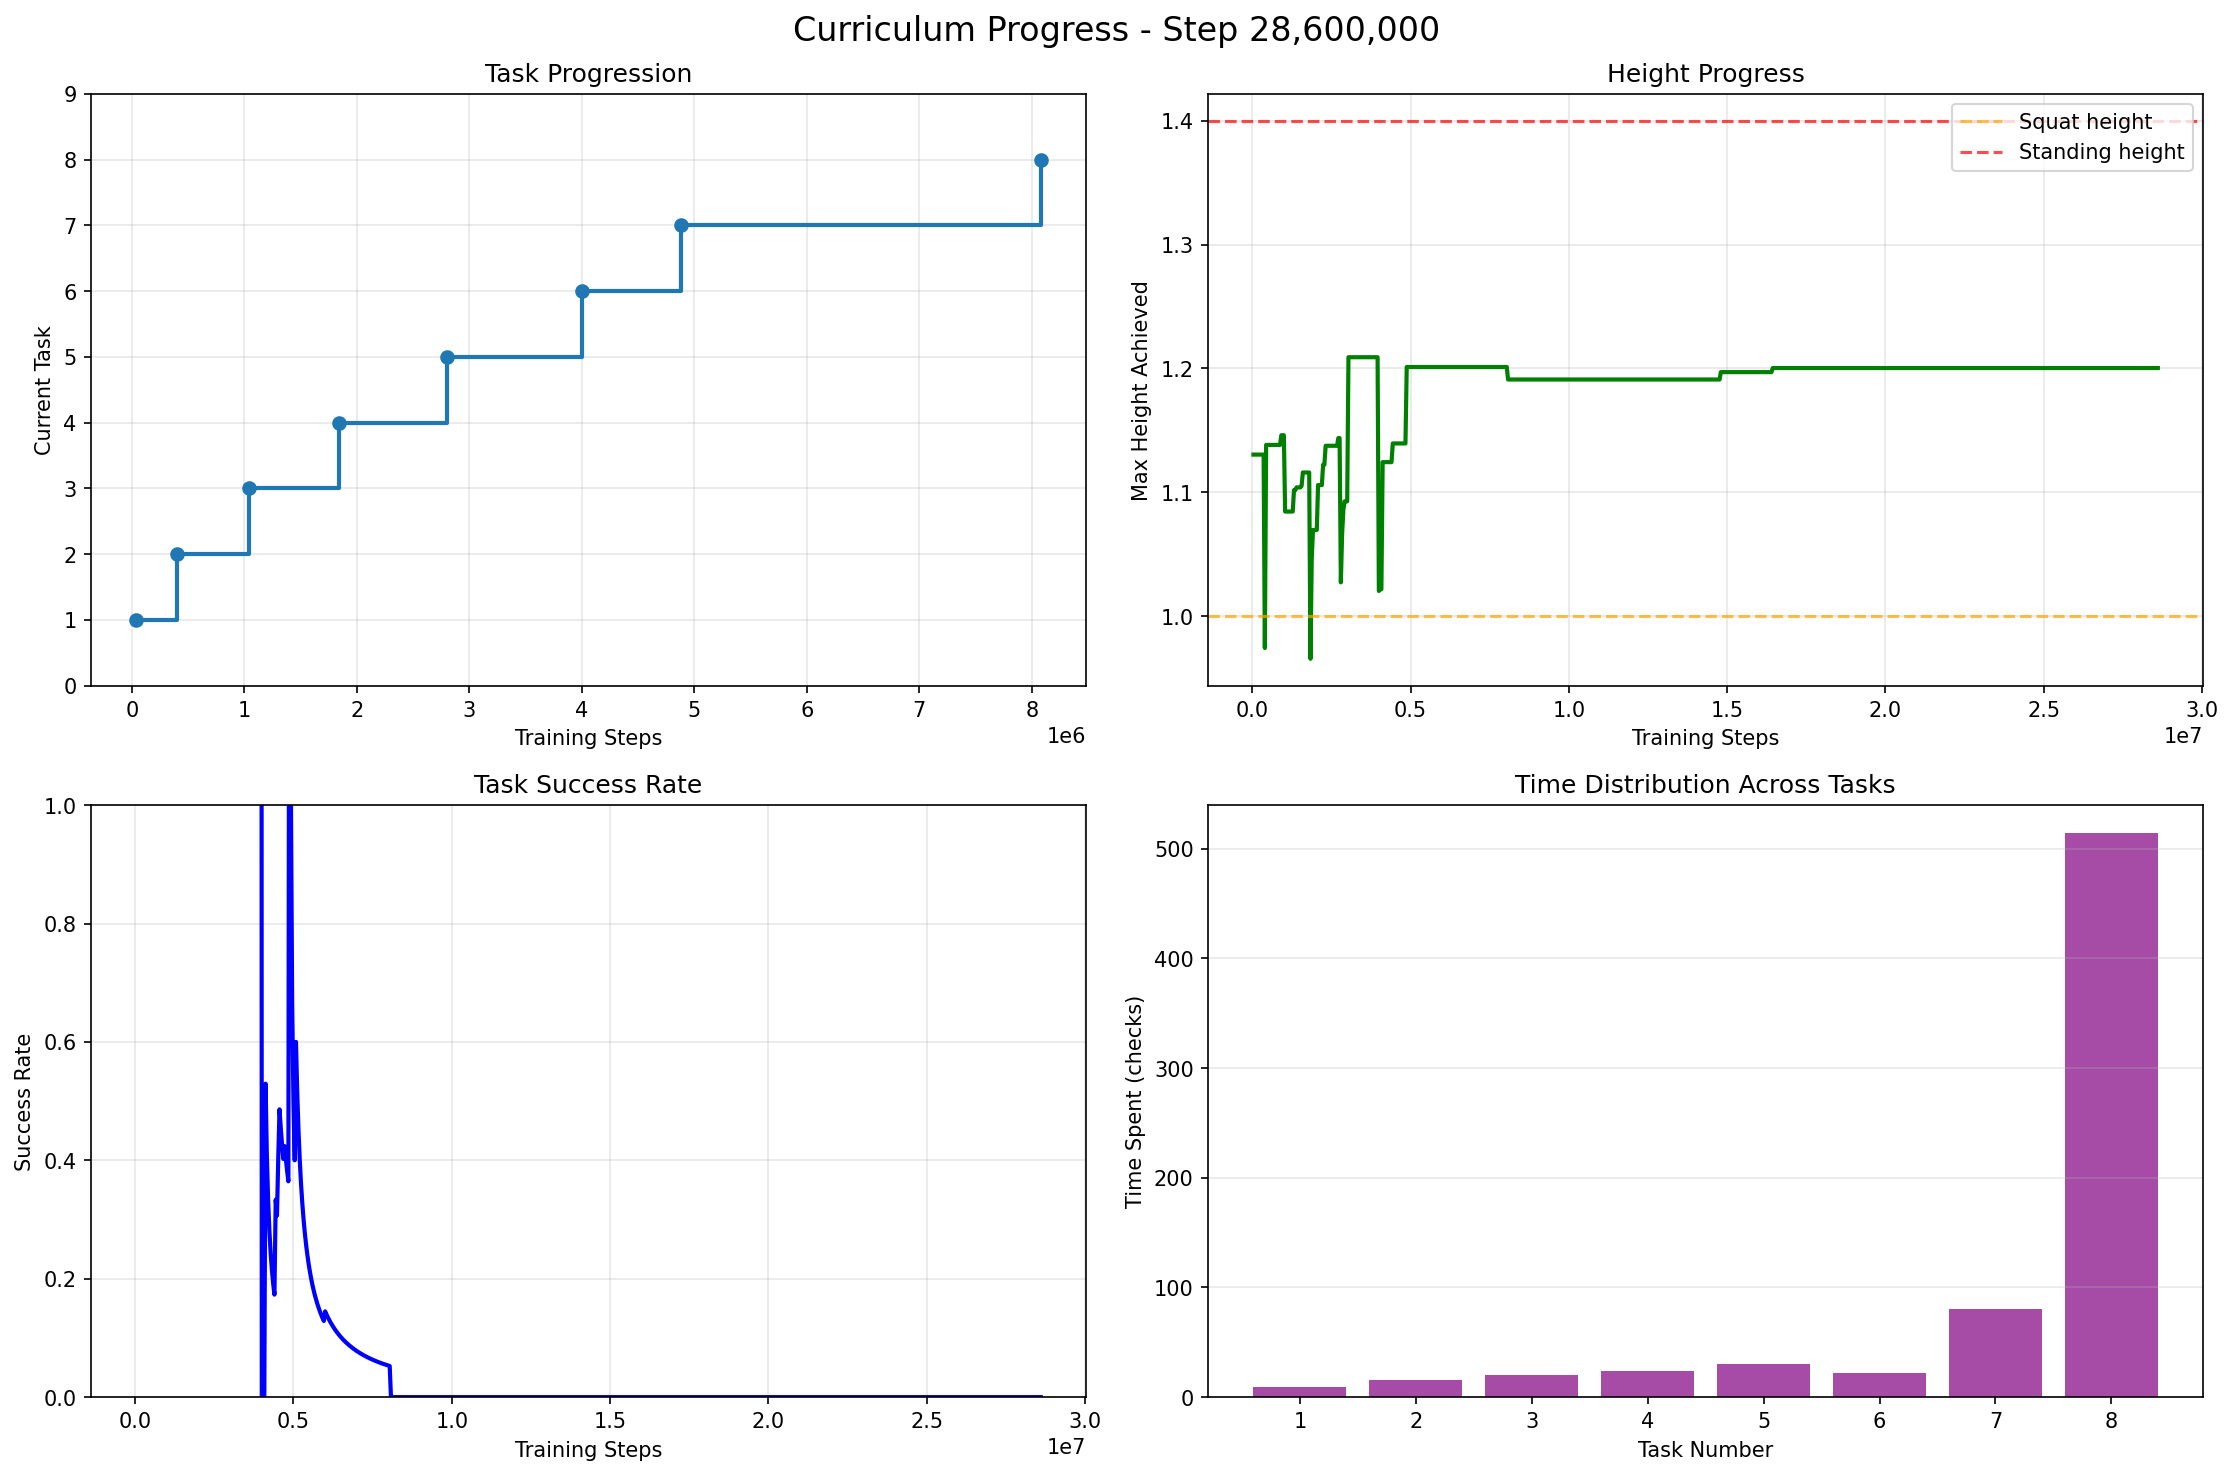 Curriculum Progress - Step 28,600,000
Task Progression
Current Task
9
8
7
6
5
4
3
2
1
0
0 1 2 3 4 5 6 7 8
1e6
Training Steps
Height Progress
Max Height Achieved
1.4
1.3
1.2
1.1
1.0
Squat height
Standing height
0.0 0.5 1.0 1.5 2.0 2.5 3.0
1e7
Training Steps
Task Success Rate
Success Rate
1.0
0.8
0.6
0.4
0.2
0.0
0.0 0.5 1.0 1.5 2.0 2.5 3.0
1e7
Training Steps
Time Distribution Across Tasks
Time Spent (checks)
500
400
300
200
100
0
1 2 3 4 5 6 7 8
Task Number